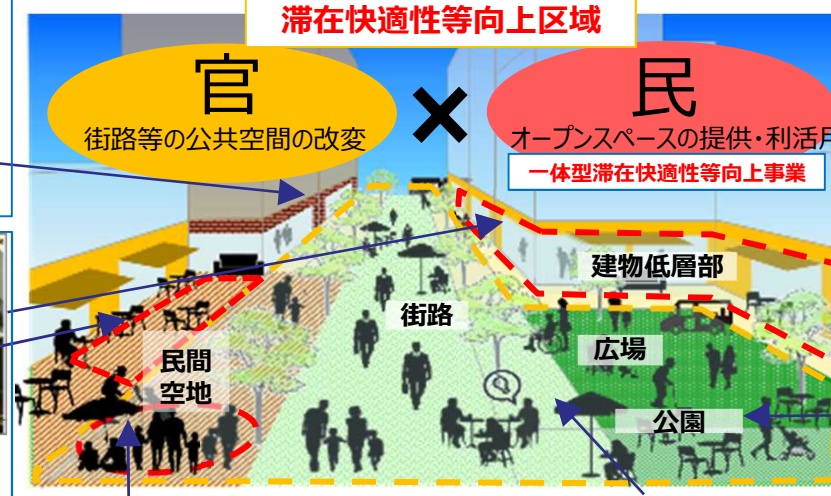 滞在快適性等向上区域
官
街路等の公共空間の改変
×
民
オープンスペースの提供・利活用
一体型滞在快適性等向上事業
建物低層部
街路
広場
民間
空地
公園